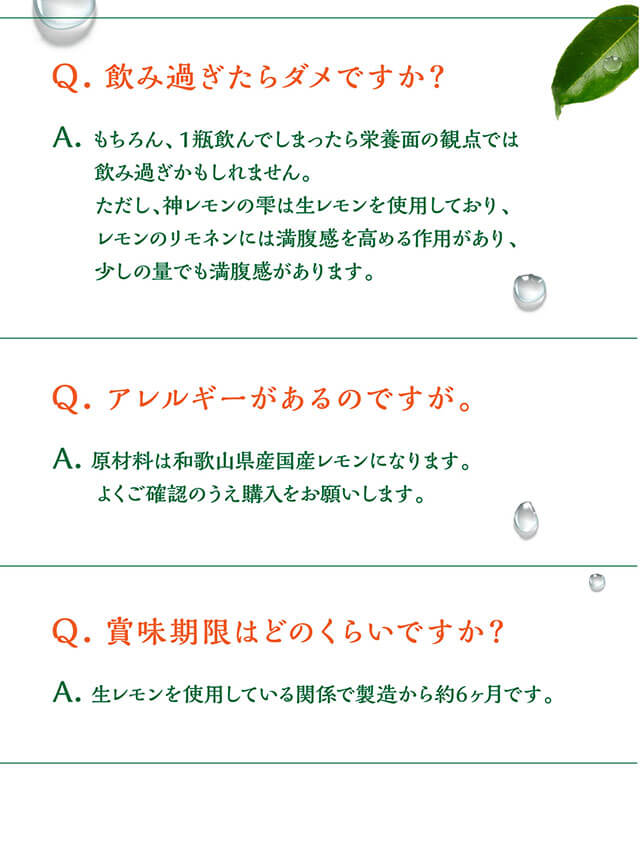 Q. 飲み過ぎたらダメですか？
A. もちろん、1瓶飲んでしまったら栄養面の観点では
飲み過ぎかもしれません。
ただし、神レモンの雫は生レモンを使用しており、
レモンのリモネンには満腹感を高める作用があり、
少しの量でも満腹感があります。
Q. アレルギーがあるのですが。
A. 原材料は和歌山県産国産レモンになります。
よくご確認のうえ購入をお願いします。
Q. 賞味期限はどのくらいですか？
A. 生レモンを使用している関係で製造から約6ヶ月です。